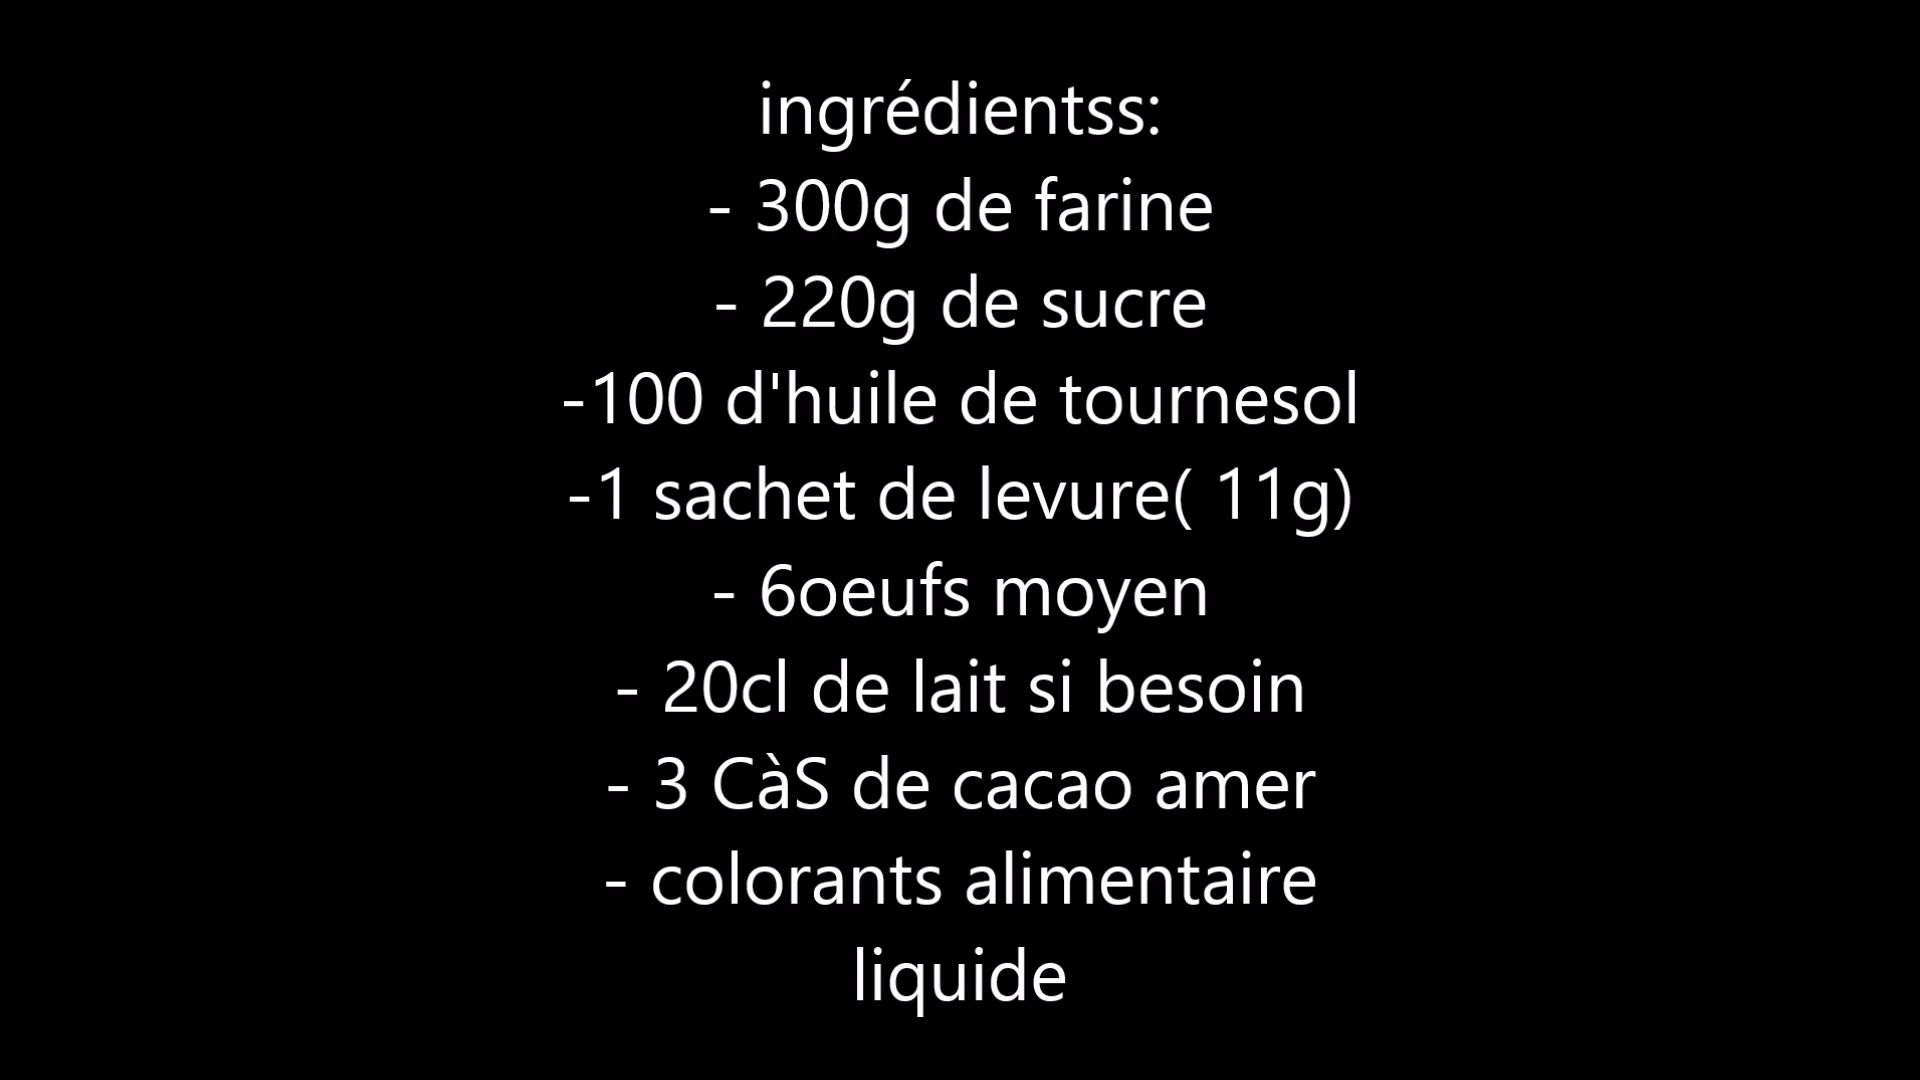 ingrédientss:
- 300g de farine
- 220g de sucre
-100 d'huile de tournesol
-1 sachet de levure( 11g)
- 6oeufs moyen
- 20cl de lait si besoin
- 3 CàS de cacao amer
- colorants alimentaire
liquide